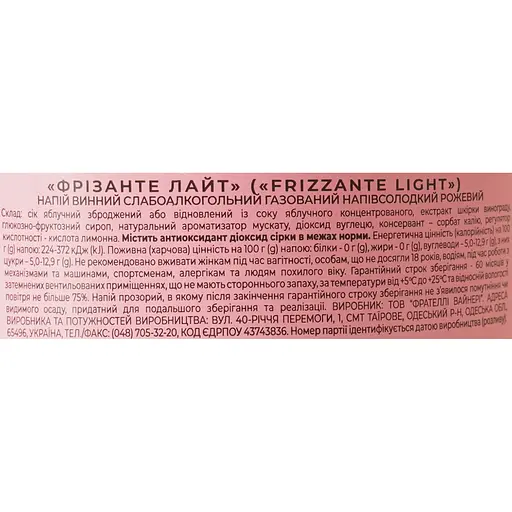 «ФРІЗАНТЕ ЛАЙТ» («FRIZZANTE LIGHT»)
НАПІЙ ВИННИЙ СЛАБОАЛКОГОЛЬНИЙ ГАЗОВАНИЙ НАПІВСОЛОДКИЙ РОЖЕВИЙ
Склад: сік яблучний зброджений або відновлений із соку яблучного концентрованого, екстракт шкірки винограду,
глюкозно-фруктозний сироп, натуральний ароматизатор мускату, діоксид вуглецю, консервант – сорбат калію, регулятор
кислотності - кислота лимонна. Містить антиоксидант діоксид сірки в межах норми. Енергетична цінність (калорійність) на 100
г (g) напою: 224-372 кДж (kJ). Поживна (харчова) цінність на 100 г (g) напою: білки - 0 г (g), жири - 0 г (g), вуглеводи - 5,0-12,9 г (g), з них
цукри - 5,0-12,9 г (g). Не рекомендовано вживати жінкам під час вагітності, особам, що не досягли 18 років, водіям, під час роботи з
механізмами та машинами, спортсменам, алергікам та людям похилого віку. Гарантійний строк зберігання - 60 місяців у
затемнених вентильованих приміщеннях, що не мають стороннього запаху, за температури від +5°С до +25°С та відносній вологості
повітря не більше 75%. Напій прозорий, в якому після закінчення гарантійного строку зберігання не з'явилося помутніння чи
видимого осаду, придатний для подальшого зберігання та реалізації. ВИРОБНИК: ТОВ "ФРАТЕЛЛІ ВАЙНЕРІ". АДРЕСА
ВИРОБНИКА ТА ПОТУЖНОСТЕЙ ВИРОБНИЦТВА: ВУЛ. 40-РІЧЧЯ ПЕРЕМОГИ, 1, СМТ ТАЇРОВЕ, ОДЕСЬКИЙ Р-Н, ОДЕСЬКА ОБЛ.,
65496, УКРАЇНА, ТЕЛ./ФАКС: (048) 705-32-20, КОД ЄДРПОУ 43743836. Номер партії ідентифікується датою виробництва (розливу).